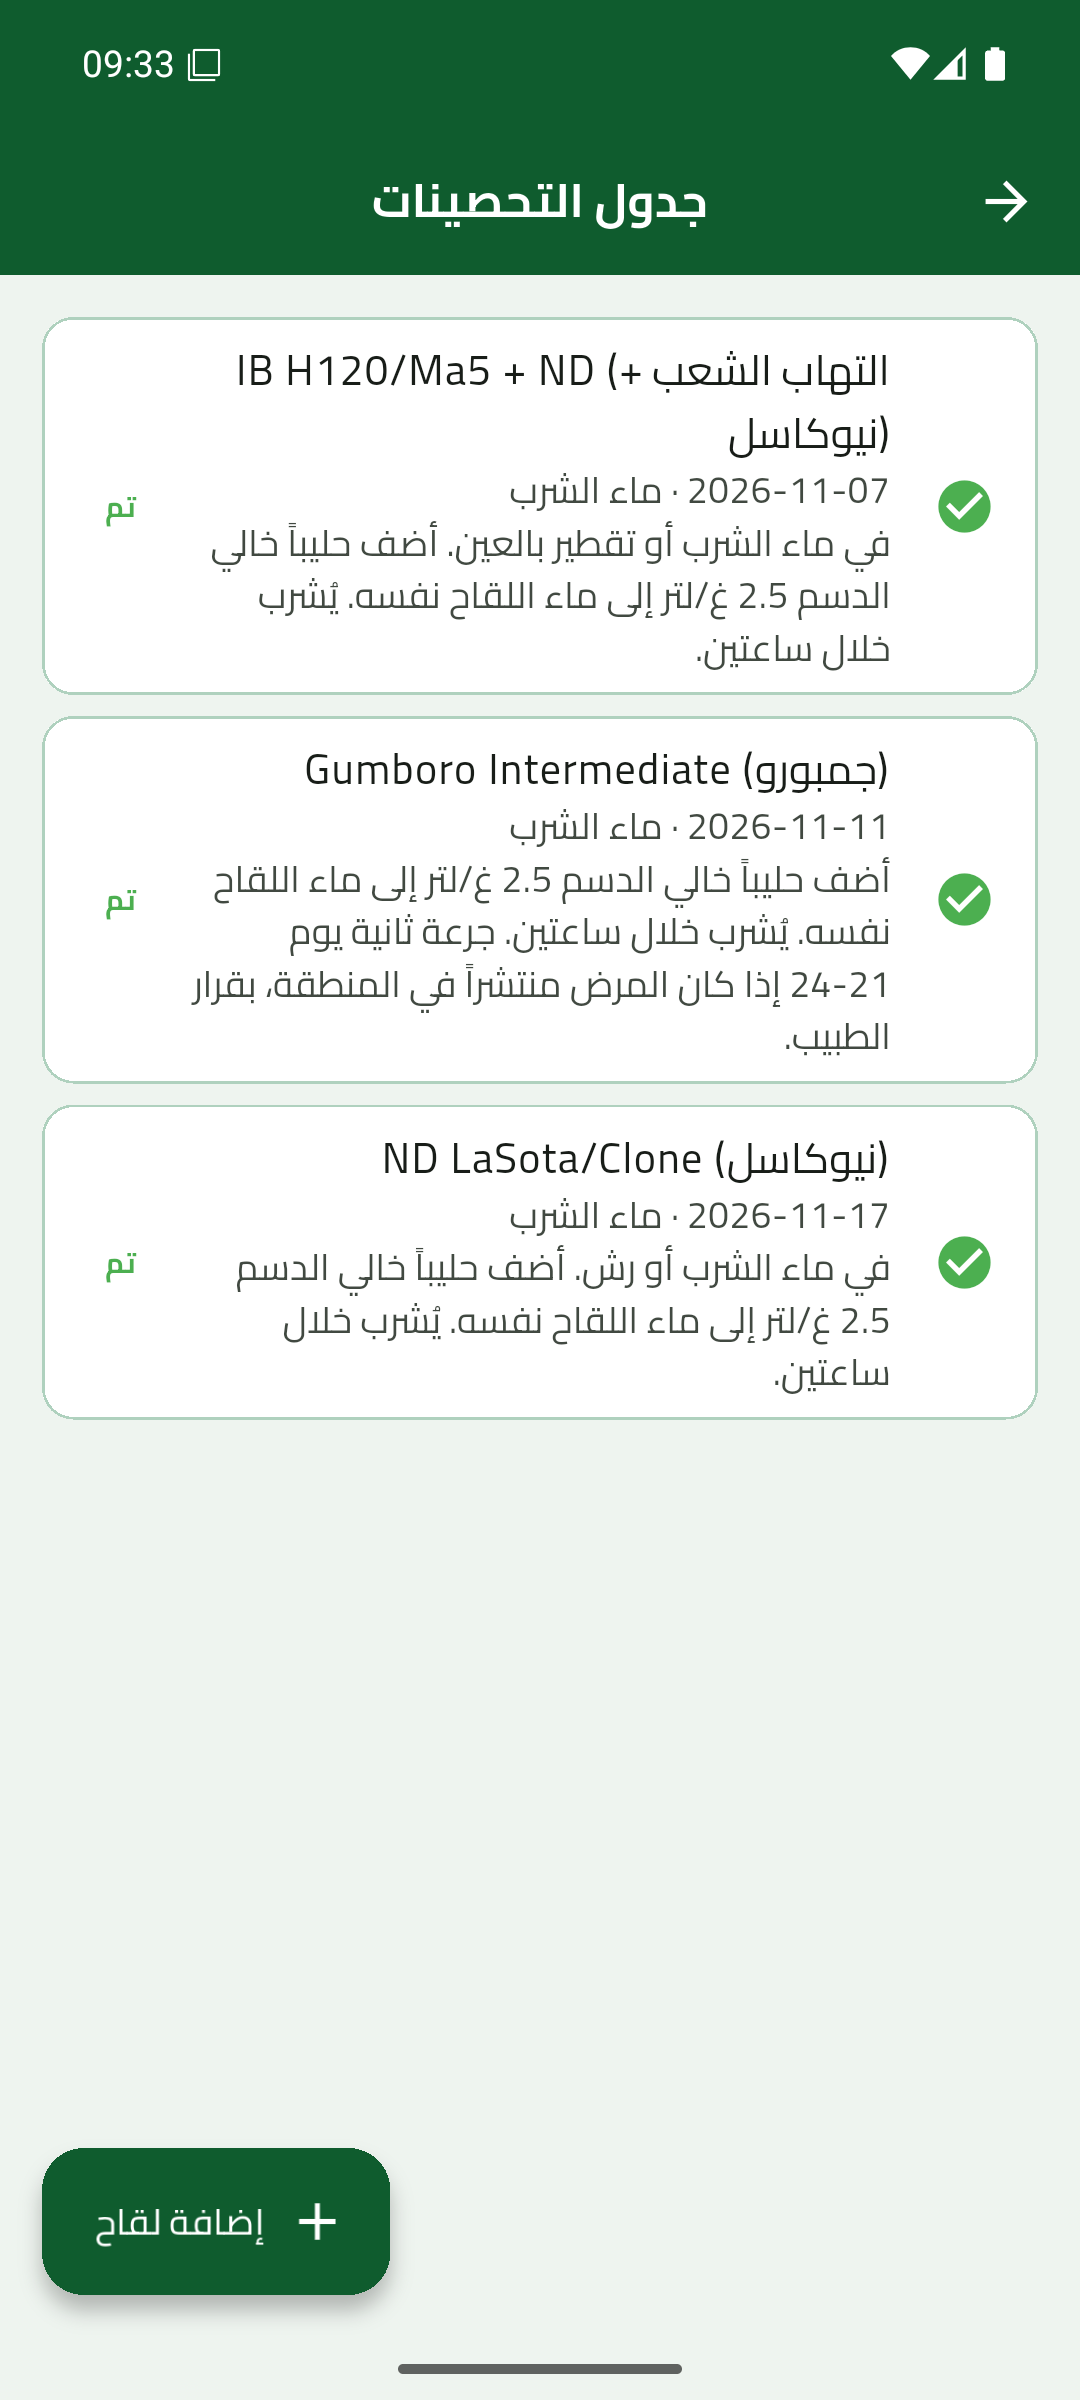 09:33
جدول التحصينات
IB H120/Ma5 + ND (التهاب الشعب +
نيوكاسل)
2026-11-07 · ماء الشرب
في ماء الشرب أو تقطير بالعين. أضف حليباً خالي
الدسم 2.5 غ/لتر إلى ماء اللقاح نفسه. يُشرب
خلال ساعتين.
تم
Gumboro Intermediate (جمبورو)
2026-11-11 · ماء الشرب
أضف حليباً خالي الدسم 2.5 غ/لتر إلى ماء اللقاح
نفسه. يُشرب خلال ساعتين. جرعة ثانية يوم
21-24 إذا كان المرض منتشراً في المنطقة، بقرار
الطبيب.
تم
ND LaSota/Clone (نيوكاسل)
2026-11-17 · ماء الشرب
في ماء الشرب أو رش. أضف حليباً خالي الدسم
2.5 غ/لتر إلى ماء اللقاح نفسه. يُشرب خلال
ساعتين.
تم
إضافة لقاح